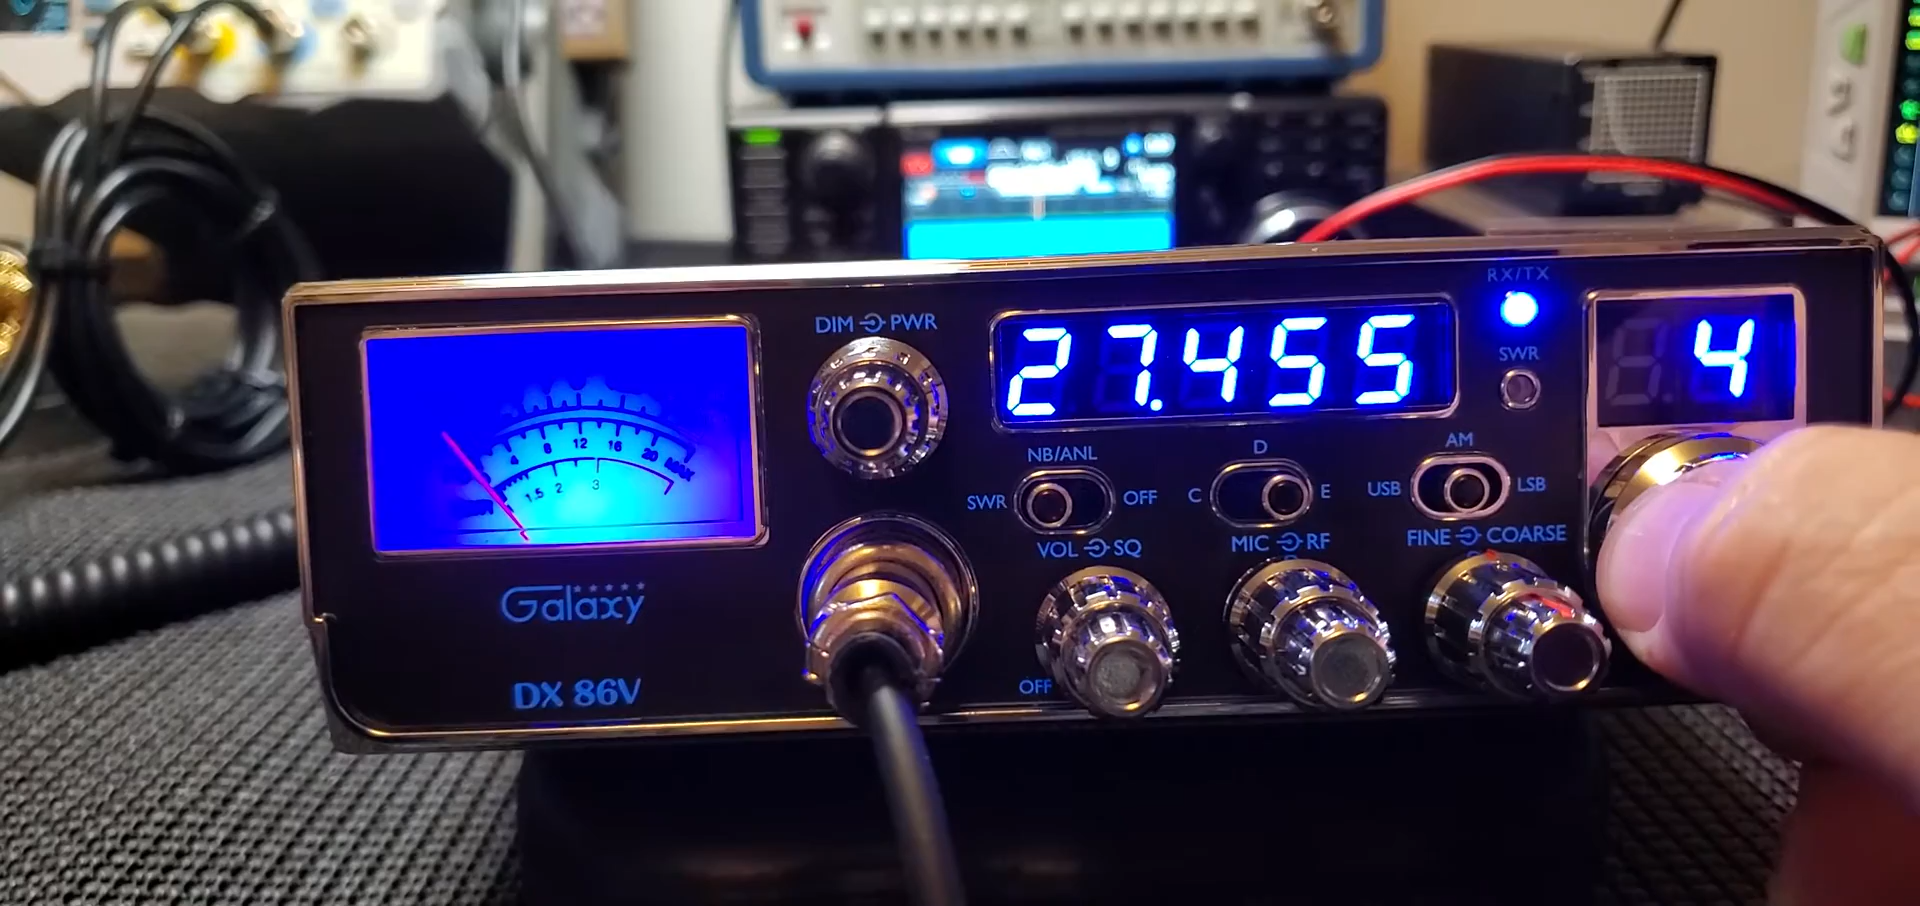 RX/TX
DIM PWR
27.455
4
SWR
4 8 12 16 20 MAX
1.5 2 3
NB/ANL
SWR OFF
D
C E
AM
USB LSB
VOL SQ
MIC RF
FINE COARSE
Galaxy
DX 86V
OFF